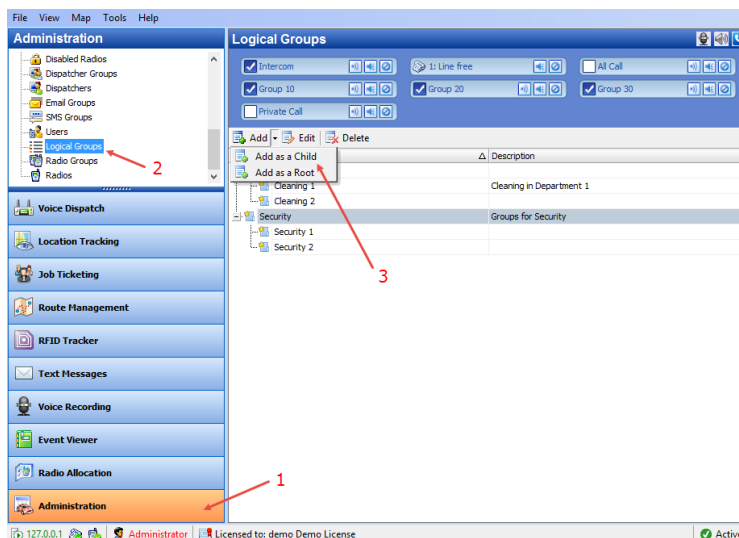 File View Map Tools Help
Administration
Disabled Radios
Dispatcher Groups
Dispatchers
Email Groups
SMS Groups
Users
Logical Groups
Radio Groups
Radios
2
Voice Dispatch
Location Tracking
Job Ticketing
Route Management
RFID Tracker
Text Messages
Voice Recording
Event Viewer
Radio Allocation
Administration
1
Logical Groups
Intercom 1: Line free All Call
Group 10 Group 20 Group 30
Private Call
Add Edit Delete
Add as a Child
Add as a Root
Description
Cleaning 1 Cleaning in Department 1
Cleaning 2
Security Groups for Security
Security 1
Security 2
3
127.0.0.1 Administrator Licensed to: demo Demo License Active